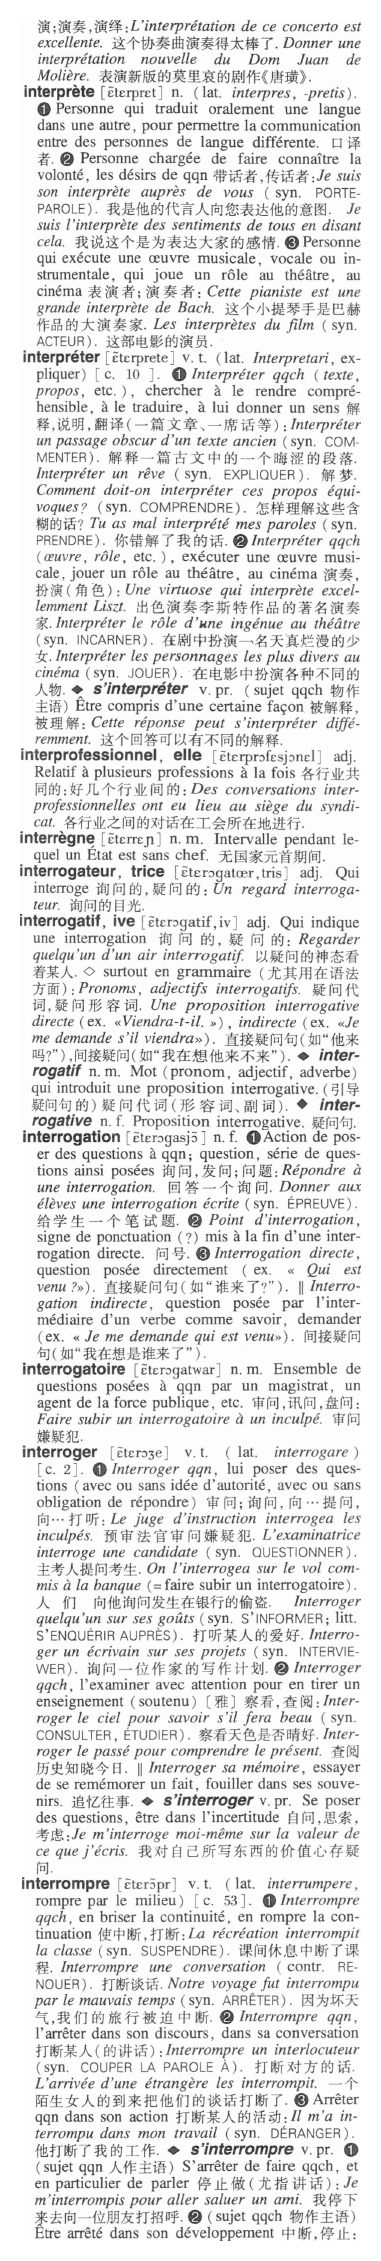 演;演奏,演绎:L'interprétation de ce concerto est
excellente. 这个协奏曲演奏得太棒了. Donner une
interprétation nouvelle du Dom Juan de
Molière. 表演新版的莫里哀的剧作《唐璜》.
interprète [ɛ̃tɛrprɛt] n. (lat. interpres, -pretis).
❶ Personne qui traduit oralement une langue
dans une autre, pour permettre la communication
entre des personnes de langue différente. 口译
者. ❷ Personne chargée de faire connaître la
volonté, les désirs de qqn 带话者,传话者:Je suis
son interprète auprès de vous (syn. PORTE-
PAROLE). 我是他的代言人向您表达他的意图. Je
suis l'interprète des sentiments de tous en disant
cela. 我说这个是为表达大家的感情. ❸ Personne
qui exécute une œuvre musicale, vocale ou in-
strumentale, qui joue un rôle au théâtre, au
cinéma 表演者;演奏者: Cette pianiste est une
grande interprète de Bach. 这个小提琴手是巴赫
作品的大演奏家. Les interprètes du film (syn.
ACTEUR). 这部电影的演员.
interpréter [ɛ̃tɛrprete] v. t. (lat. Interpretari, ex-
pliquer) [ c. 10 ]. ❶ Interpréter qqch ( texte,
propos, etc. ), chercher à le rendre compré-
hensible, à le traduire, à lui donner un sens 解
释,说明,翻译(一篇文章、一席话等): Interpréter
un passage obscur d'un texte ancien (syn. COM-
MENTER). 解释一篇古文中的一个晦涩的段落.
Interpréter un rêve ( syn. EXPLIQUER). 解梦.
Comment doit-on interpréter ces propos équi-
voques? (syn. COMPRENDRE). 怎样理解这些含
糊的话? Tu as mal interprété mes paroles (syn.
PRENDRE). 你错解了我的话. ❷ Interpréter qqch
(œuvre, rôle, etc. ), exécuter une œuvre musi-
cale, jouer un rôle au théâtre, au cinéma 演奏,
扮演(角色): Une virtuose qui interprète excel-
lemment Liszt. 出色演奏李斯特作品的著名演奏
家. Interpréter le rôle d'une ingénue au théâtre
(syn. INCARNER). 在剧中扮演一名天真烂漫的少
女. Interpréter les personnages les plus divers au
cinéma (syn. JOUER). 在电影中扮演各种不同的
人物. ◆ s'interpréter v. pr. (sujet qqch 物作
主语) Être compris d'une certaine façon 被解释,
被理解: Cette réponse peut s'interpréter diffé-
remment. 这个回答可以有不同的解释.
interprofessionnel, elle [ɛ̃tɛrprɔfɛsjɔnɛl] adj.
Relatif à plusieurs professions à la fois 各行业共
同的;好几个行业间的: Des conversations inter-
professionnelles ont eu lieu au siège du syndi-
cat. 各行业之间的对话在工会所在地进行.
interrègne [ɛ̃tɛrrɛɲ] n. m. Intervalle pendant le-
quel un État est sans chef. 无国家元首期间.
interrogateur, trice [ɛ̃tɛrɔgatœr,tris] adj. Qui
interroge 询问的,疑问的: Un regard interroga-
teur. 询问的目光.
interrogatif, ive [ɛ̃tɛrɔgatif,iv] adj. Qui indique
une interrogation 询问的,疑问的: Regarder
quelqu'un d'un air interrogatif. 以疑问的神态看
着某人. ◇ surtout en grammaire (尤其用在语法
方面): Pronoms, adjectifs interrogatifs. 疑问代
词,疑问形容词. Une proposition interrogative
directe (ex. «Viendra-t-il. »), indirecte (ex. «Je
me demande s'il viendra»). 直接疑问句(如“他来
吗?”),间接疑问(如“我在想他来不来”). ◆ inter-
rogatif n. m. Mot (pronom, adjectif, adverbe)
qui introduit une proposition interrogative. (引导
疑问句的) 疑问代词(形容词、副词). ◆ inter-
rogative n. f. Proposition interrogative. 疑问句.
interrogation [ɛ̃tɛrɔgasjɔ̃] n. f. ❶Action de pos-
er des questions à qqn; question, série de ques-
tions ainsi posées 询问,发问;问题:Répondre à
une interrogation. 回答一个询问. Donner aux
élèves une interrogation écrite (syn. ÉPREUVE).
给学生一个笔试题. ❷ Point d'interrogation,
signe de ponctuation (?) mis à la fin d'une inter-
rogation directe. 问号. ❸ Interrogation directe,
question posée directement ( ex. « Qui est
venu ?»). 直接疑问句(如“谁来了?”). ‖ Interro-
gation indirecte, question posée par l'inter-
médiaire d'un verbe comme savoir, demander
(ex. « Je me demande qui est venu»). 间接疑问
句(如“我在想是谁来了”).
interrogatoire [ɛ̃tɛrɔgatwar] n. m. Ensemble de
questions posées à qqn par un magistrat, un
agent de la force publique, etc. 审问,讯问,盘问:
Faire subir un interrogatoire à un inculpé. 审问
嫌疑犯.
interroger [ɛ̃tɛrɔʒe] v. t. ( lat. interrogare )
[c. 2]. ❶ Interroger qqn, lui poser des ques-
tions (avec ou sans idée d'autorité, avec ou sans
obligation de répondre) 审问;询问,向…提问,
向…打听: Le juge d'instruction interrogea les
inculpés. 预审法官审问嫌疑犯. L'examinatrice
interroge une candidate ( syn. QUESTIONNER).
主考人提问考生. On l'interrogea sur le vol com-
mis à la banque (=faire subir un interrogatoire).
人们 向他询问发生在银行的偷盗. Interroger
quelqu'un sur ses goûts (syn. S'INFORMER; litt.
S'ENQUÉRIR AUPRÈS). 打听某人的爱好. Interro-
ger un écrivain sur ses projets (syn. INTERVIE-
WER). 询问一位作家的写作计划. ❷ Interroger
qqch, l'examiner avec attention pour en tirer un
enseignement (soutenu) 〔雅〕察看,查阅:Inter-
roger le ciel pour savoir s'il fera beau ( syn.
CONSULTER, ÉTUDIER). 察看天色是否晴好. Inter-
roger le passé pour comprendre le présent. 查阅
历史知晓今日. ‖ Interroger sa mémoire, essayer
de se remémorer un fait, fouiller dans ses souve-
nirs. 追忆往事. ◆ s'interroger v. pr. Se poser
des questions, être dans l'incertitude 自问,思索,
考虑:Je m'interroge moi-même sur la valeur de
ce que j'écris. 我对自己所写东西的价值心存疑
问.
interrompre [ɛ̃tɛrɔ̃pr] v. t. ( lat. interrumpere,
rompre par le milieu) [ c. 53]. ❶ Interrompre
qqch, en briser la continuité, en rompre la con-
tinuation 使中断,打断: La récréation interrompit
la classe (syn. SUSPENDRE). 课间休息中断了课
程. Interrompre une conversation ( contr. RE-
NOUER). 打断谈话. Notre voyage fut interrompu
par le mauvais temps (syn. ARRÊTER). 因为坏天
气,我们的旅行被迫中断. ❷ Interrompre qqn,
l'arrêter dans son discours, dans sa conversation
打断某人(的讲话): Interrompre un interlocuteur
(syn. COUPER LA PAROLE À). 打断对方的话.
L'arrivée d'une étrangère les interrompit. 一个
陌生女人的到来把他们的谈话打断了. ❸ Arrêter
qqn dans son action 打断某人的活动:Il m'a in-
terrompu dans mon travail (syn. DÉRANGER).
他打断了我的工作. ◆ s'interrompre v. pr. ❶
(sujet qqn 人作主语) S'arrêter de faire qqch, et
en particulier de parler 停止做(尤指讲话):Je
m'interrompis pour aller saluer un ami. 我停下
来去向一位朋友打招呼. ❷ (sujet qqch 物作主语)
Être arrêté dans son développement 中断,停止: